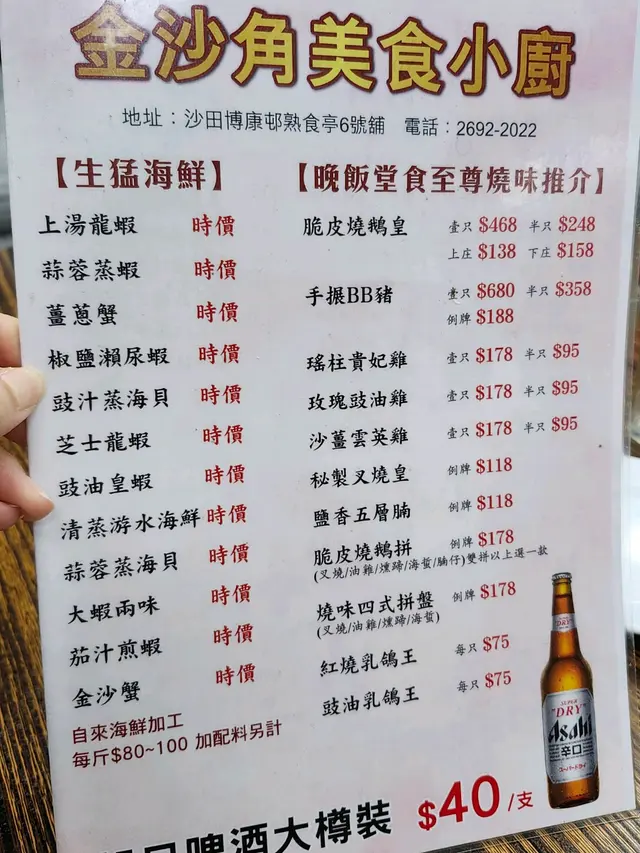 金沙角美食小廚
地址：沙田博康邨熟食亭6號舖 電話：2692-2022
【生猛海鮮】
上湯龍蝦 時價
蒜蓉蒸蝦 時價
薑蔥蟹 時價
椒鹽瀨尿蝦 時價
豉汁蒸海貝 時價
芝士龍蝦 時價
豉油皇蝦 時價
清蒸游水海鮮 時價
蒜蓉蒸海貝 時價
大蝦兩味 時價
茄汁煎蝦 時價
金沙蟹 時價
自來海鮮加工
每斤$80~100 加配料另計
【晚飯堂食至尊燒味推介】
脆皮燒鵝皇 壹只 $468 半只 $248
上庄 $138 下庄 $158
手搌BB豬 壹只 $680 半只 $358
例牌 $188
瑤柱貴妃雞 壹只 $178 半只 $95
玫瑰豉油雞 壹只 $178 半只 $95
沙薑雲英雞 壹只 $178 半只 $95
秘製叉燒皇 例牌 $118
鹽香五層腩 例牌 $118
脆皮燒鵝拼 例牌 $178
(叉燒/油雞/燻蹄/海蜇/腩仔)雙拼以上選一款
燒味四式拼盤 例牌 $178
(叉燒/油雞/燻蹄/海蜇)
紅燒乳鴿王 每只 $75
豉油乳鴿王 每只 $75
SUPER
"DRY"
Asahi
辛口
スーパードライ
啤酒大樽裝 $40/支